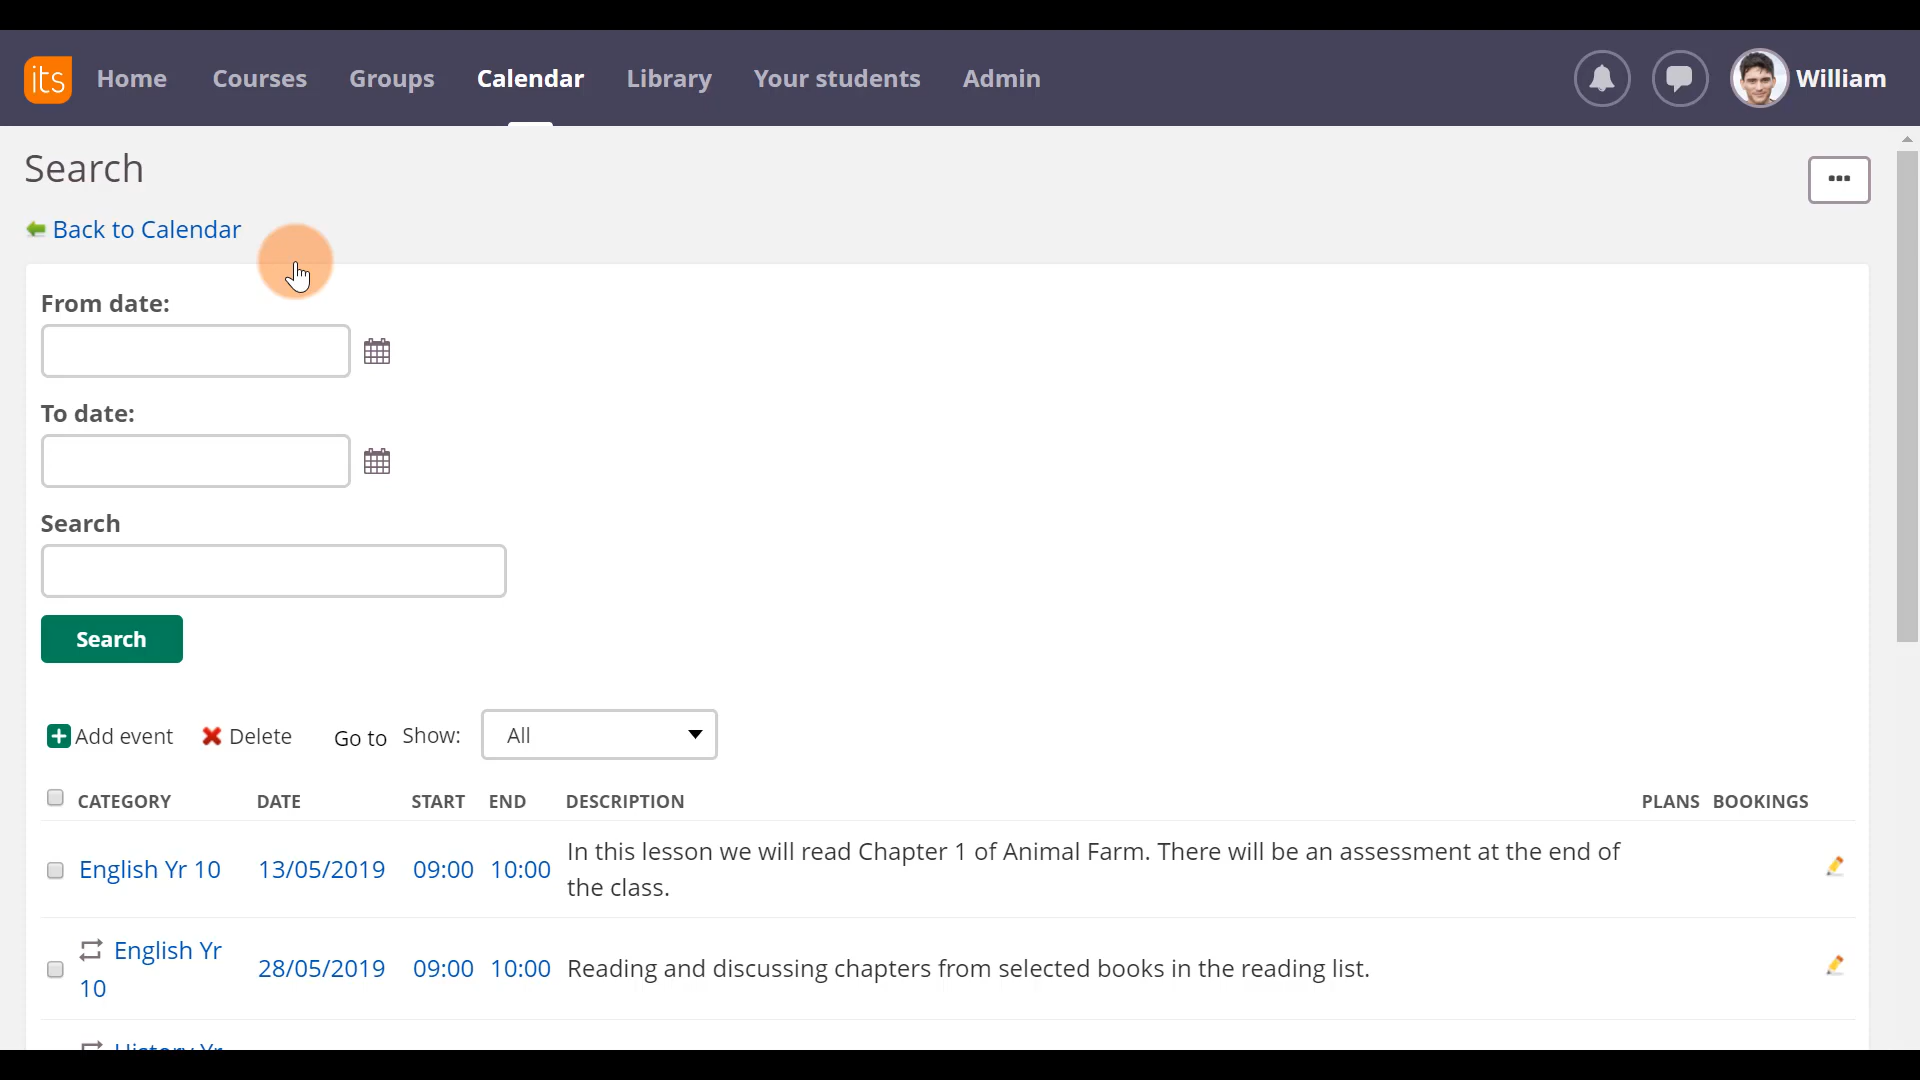 its Home Courses Groups Calendar Library Your students Admin William
Search
...
Back to Calendar
From date:
To date:
Search
Search
Add event Delete Go to Show: All
CATEGORY DATE START END DESCRIPTION PLANS BOOKINGS
English Yr 10 13/05/2019 09:00 10:00 In this lesson we will read Chapter 1 of Animal Farm. There will be an assessment at the end of
the class.
English Yr
10 28/05/2019 09:00 10:00 Reading and discussing chapters from selected books in the reading list.
History Yr